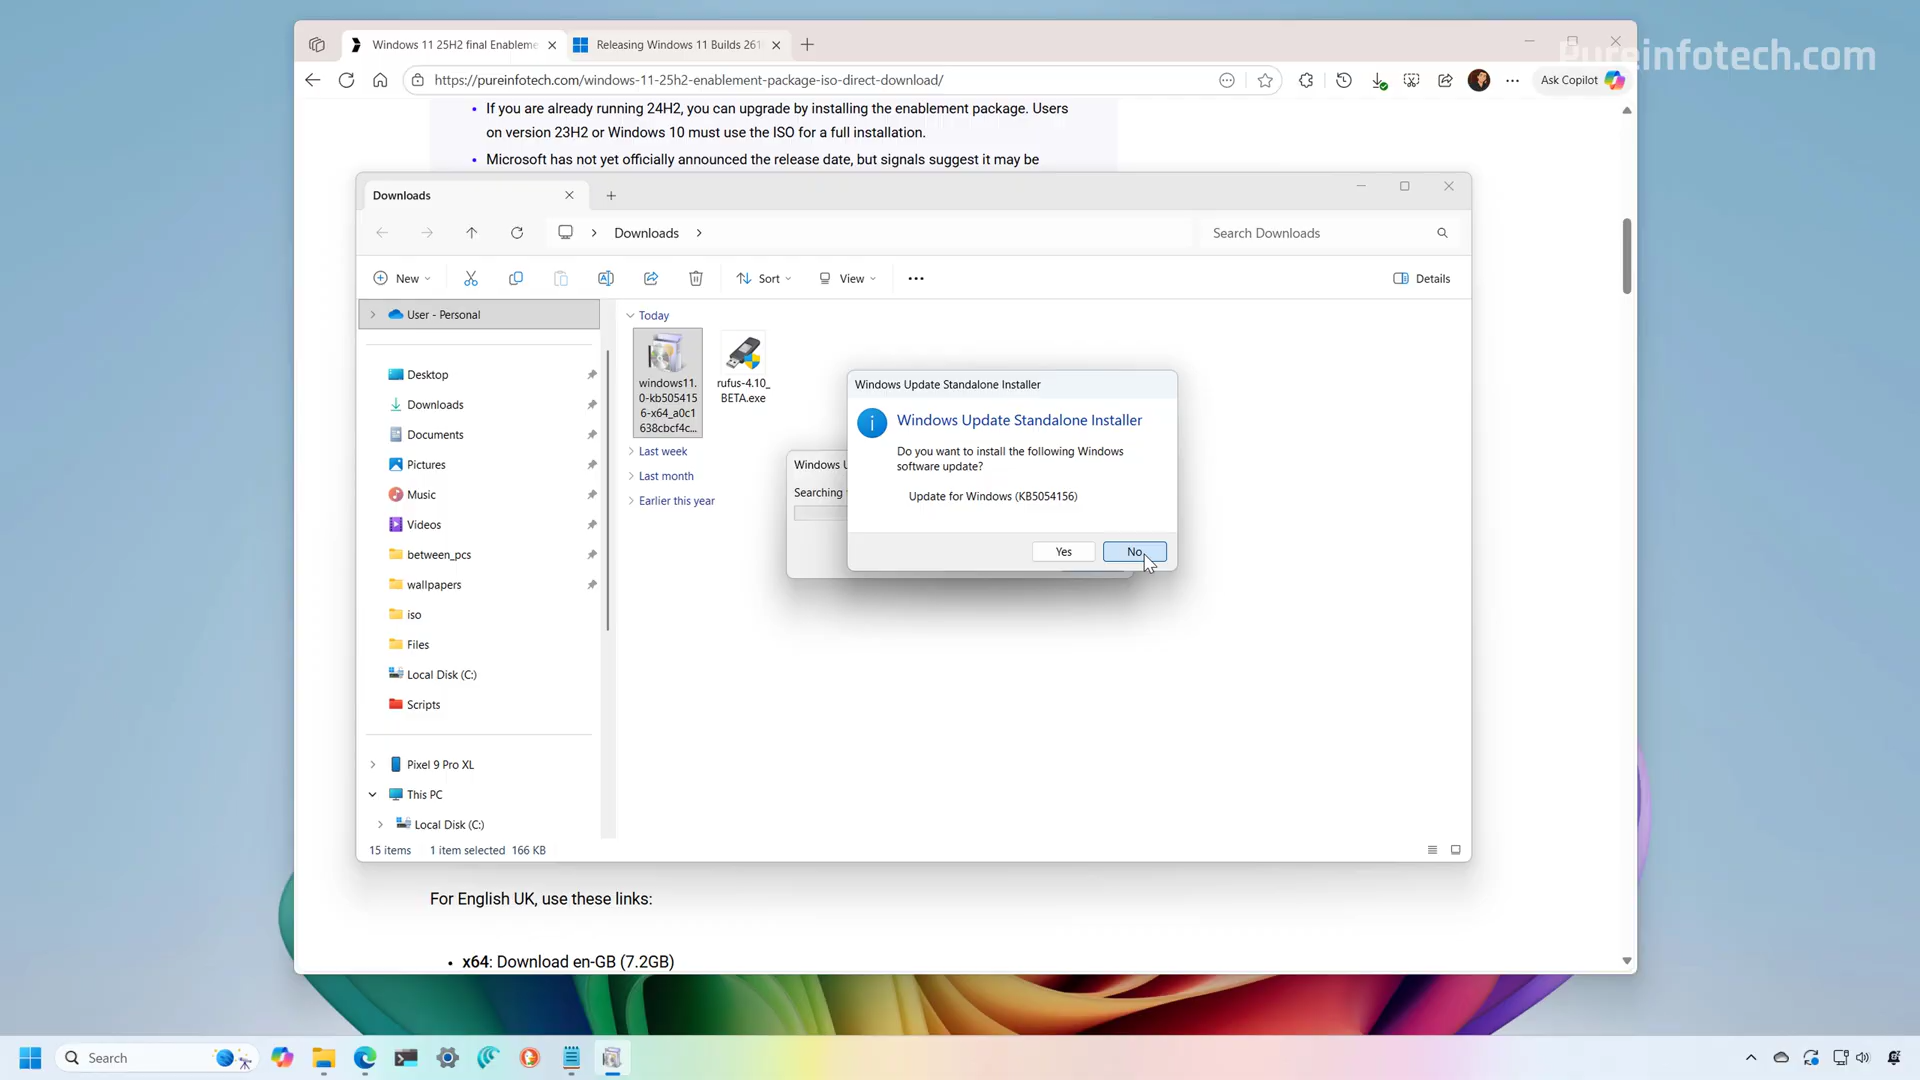 Windows 11 25H2 final Enableme
Releasing Windows 11 Builds 261
Pureinfotech.com
https://pureinfotech.com/windows-11-25h2-enablement-package-iso-direct-download/
Ask Copilot
If you are already running 24H2, you can upgrade by installing the enablement package. Users
on version 23H2 or Windows 10 must use the ISO for a full installation.
Microsoft has not yet officially announced the release date, but signals suggest it may be
Downloads
Downloads
Search Downloads
New
Sort
View
Details
User - Personal
Desktop
Downloads
Documents
Pictures
Music
Videos
between_pcs
wallpapers
iso
Files
Local Disk (C:)
Scripts
Pixel 9 Pro XL
This PC
Local Disk (C:)
Today
windows11.
0-kb505415
6-x64_a0c1
638cbcf4c...
rufus-4.10_
BETA.exe
Last week
Last month
Earlier this year
Windows U
Searching
Windows Update Standalone Installer
Windows Update Standalone Installer
Do you want to install the following Windows
software update?
Update for Windows (KB5054156)
Yes
No
15 items
1 item selected 166 KB
For English UK, use these links:
• x64: Download en-GB (7.2GB)
Search